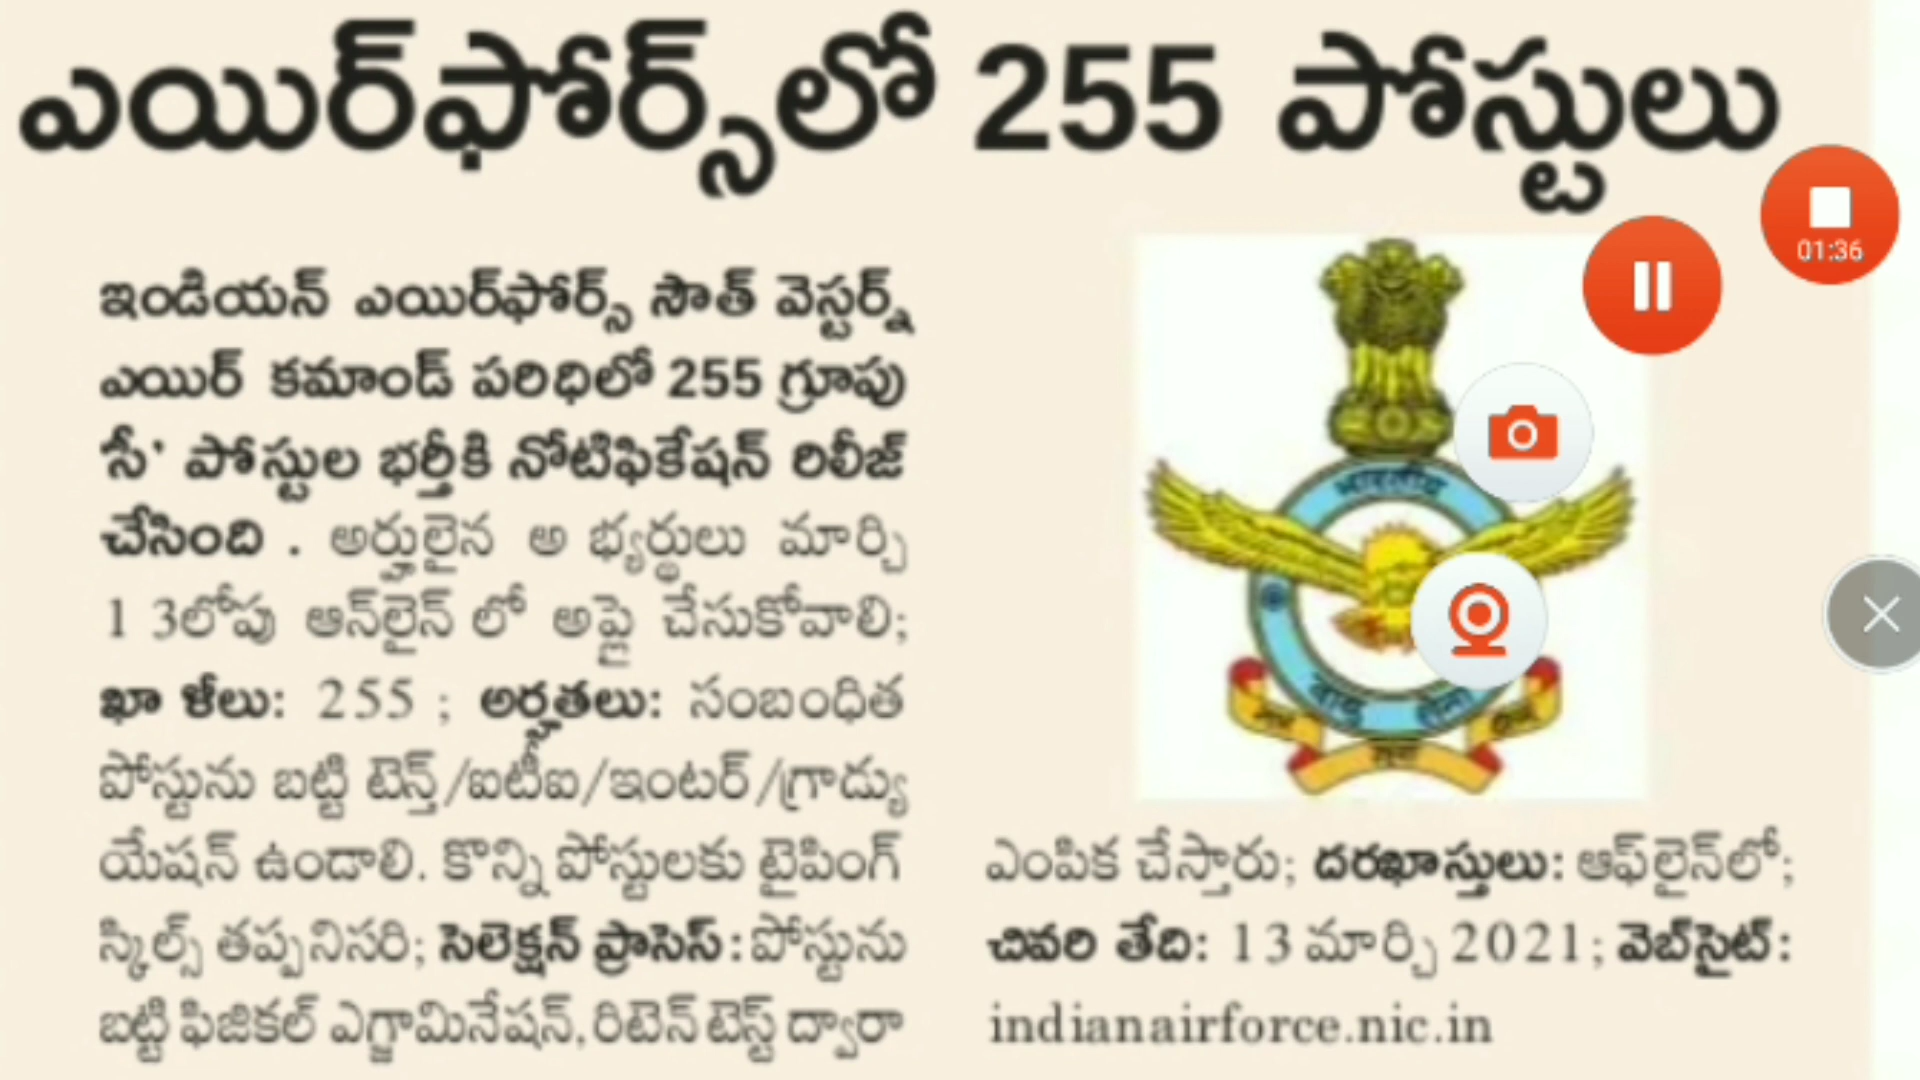 ఎయిర్‌ఫోర్స్‌లో 255 పోస్టులు
01:36
ఇండియన్ ఎయిర్‌ఫోర్స్ సౌత్ వెస్టర్న్
ఎయిర్ కమాండ్ పరిధిలో 255 గ్రూపు
'సీ' పోస్టుల భర్తీకి నోటిఫికేషన్ రిలీజ్
చేసింది . అర్హులైన అ భ్యర్థులు మార్చి
1 3లోపు ఆన్‌లైన్ లో అప్లై చేసుకోవాలి;
ఖా ళీలు: 255 ; అర్హతలు: సంబంధిత
పోస్టును బట్టి టెన్త్/ఐటీఐ/ఇంటర్/గ్రాడ్యు
యేషన్ ఉండాలి. కొన్ని పోస్టులకు టైపింగ్
స్కిల్స్ తప్పనిసరి; సెలెక్షన్ ప్రాసెస్: పోస్టును
బట్టి ఫిజికల్ ఎగ్జామినేషన్, రిటెన్ టెస్ట్ ద్వారా
భారతీయ
ఎంపిక చేస్తారు; దరఖాస్తులు: ఆఫ్‌లైన్‌లో;
చివరి తేది: 13 మార్చి 2021; వెబ్‌సైట్:
indianairforce.nic.in